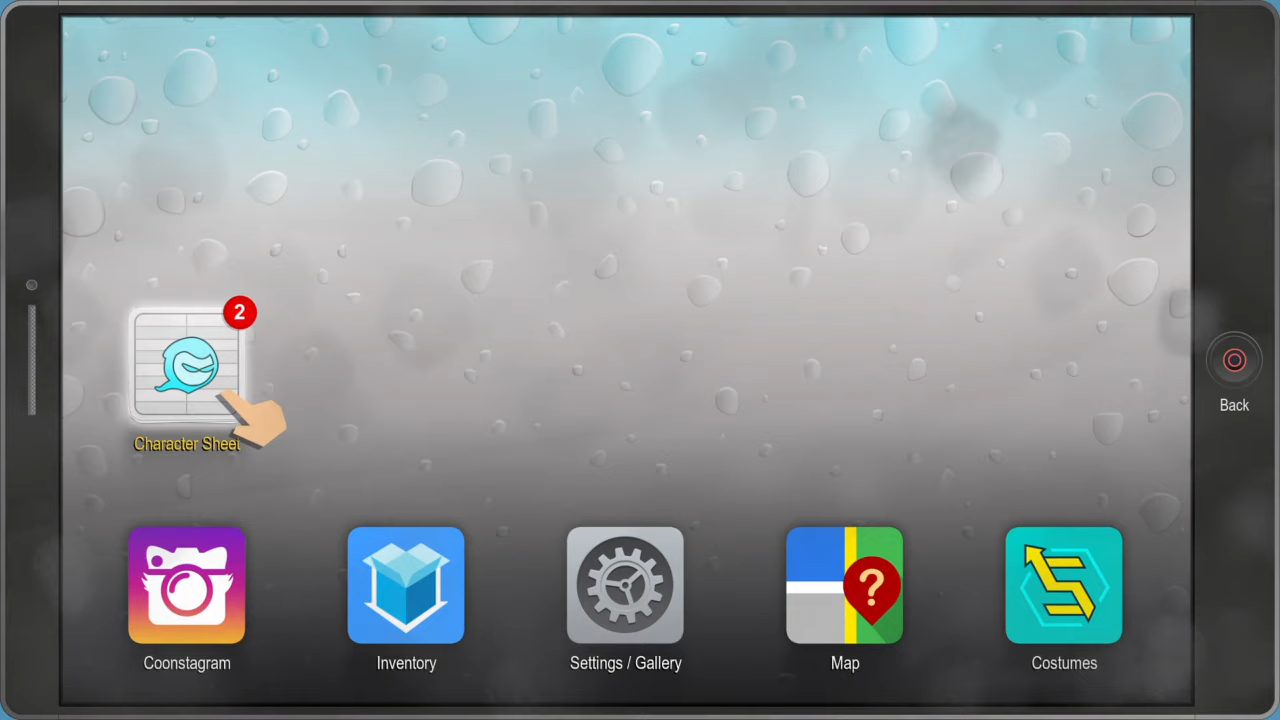 2
Character Sheet
Back
Coonstagram
Inventory
Settings / Gallery
?
Map
S
Costumes